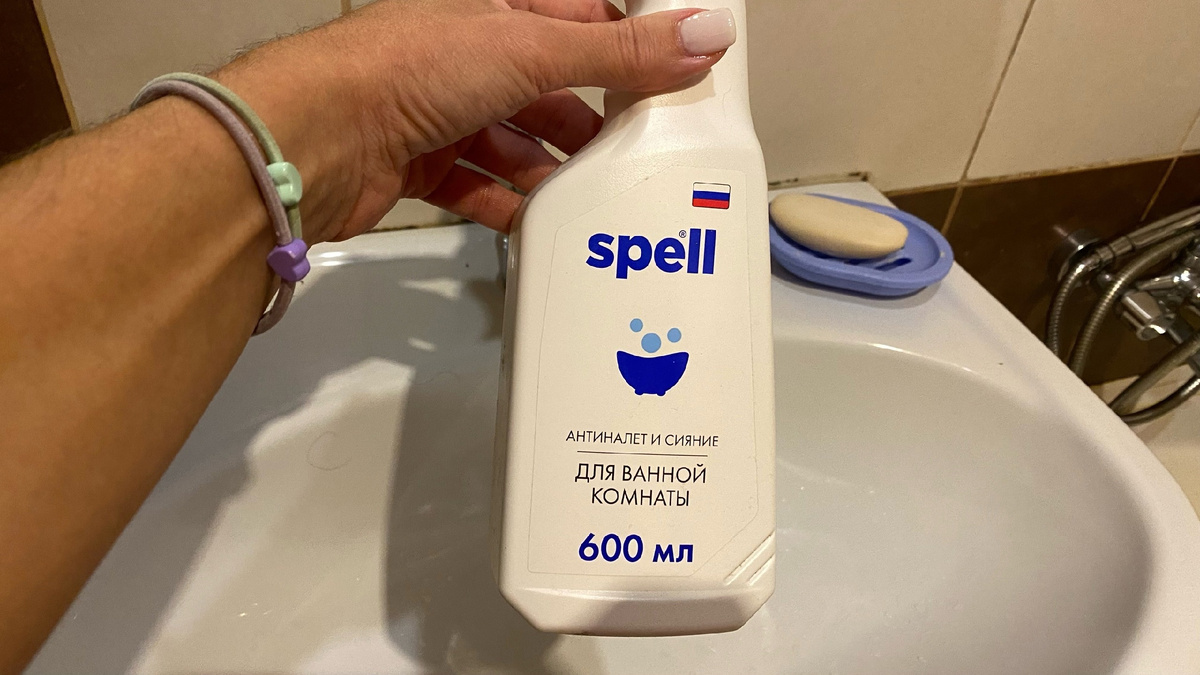 spell®
АНТИНАЛЕТ И СИЯНИЕ
ДЛЯ ВАННОЙ
КОМНАТЫ
600 мл